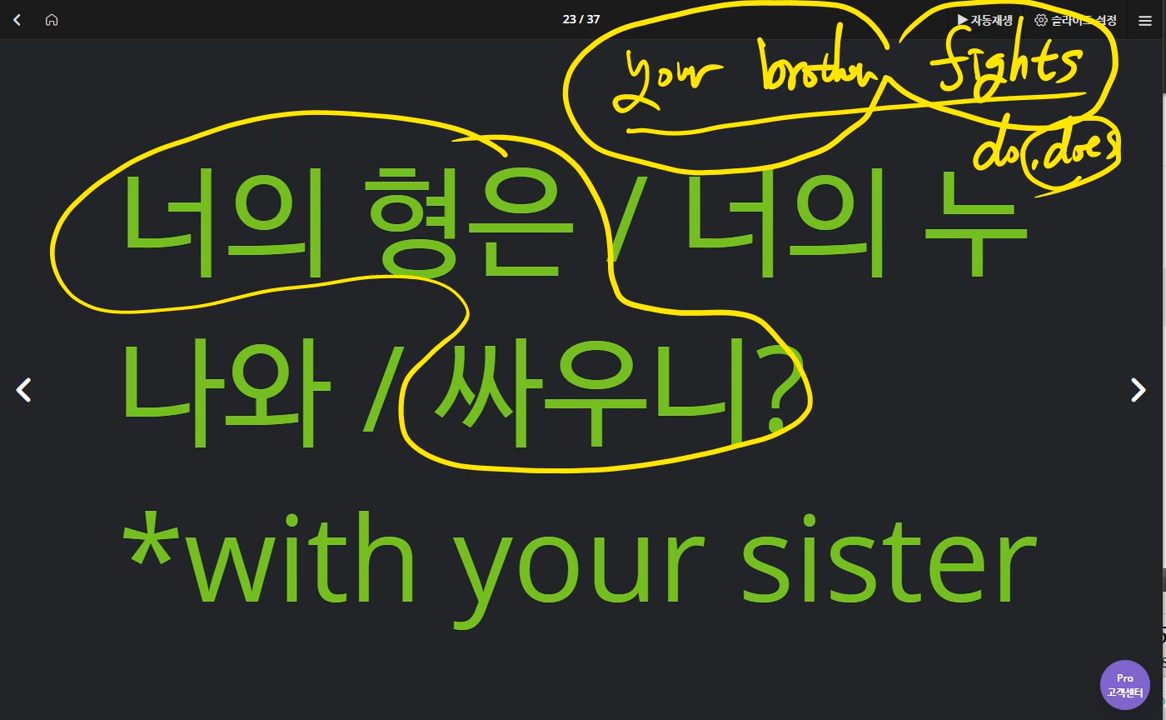 23 / 37
자동재생 슬라이드 설정
your brother fights
do, does
너의 형은 / 너의 누
나와 / 싸우니?
*with your sister
Pro
고객센터